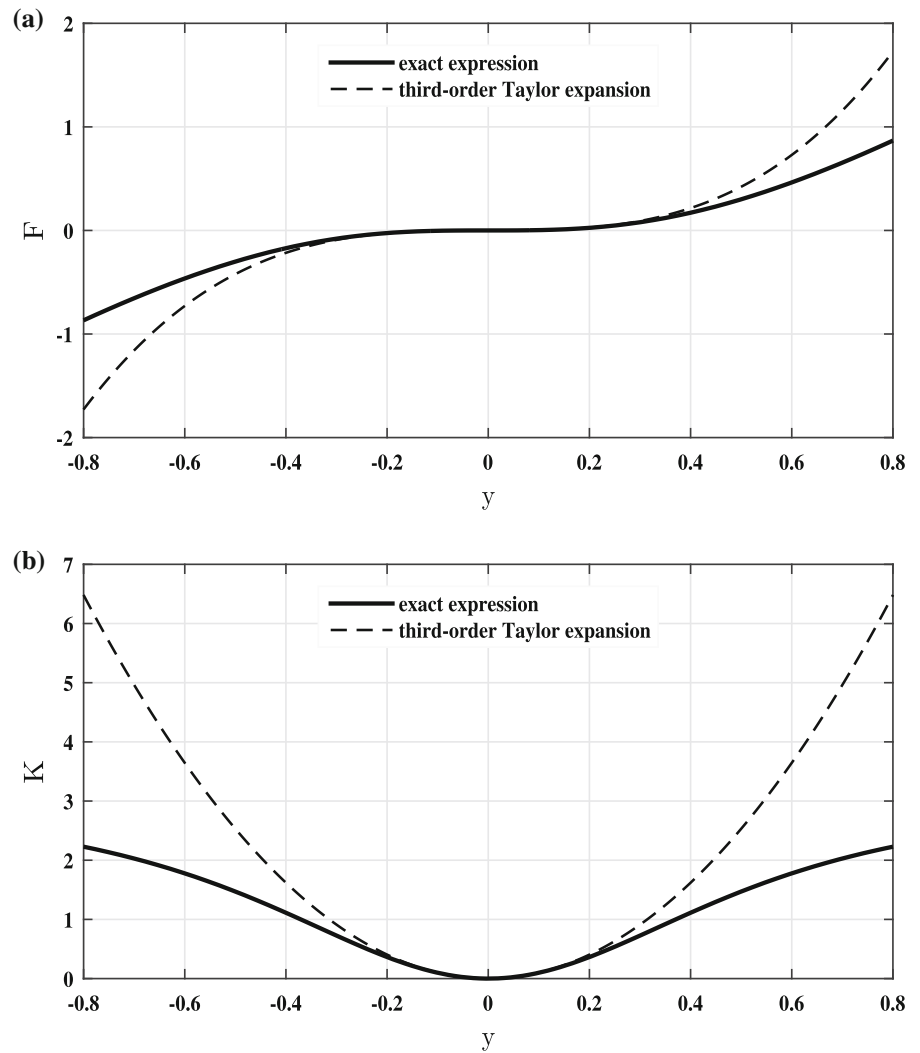 (a)
2
1
0
-1
-2
F
exact expression
third-order Taylor expansion
-0.8 -0.6 -0.4 -0.2 0 0.2 0.4 0.6 0.8
y
(b)
7
6
5
4
3
2
1
0
K
exact expression
third-order Taylor expansion
-0.8 -0.6 -0.4 -0.2 0 0.2 0.4 0.6 0.8
y